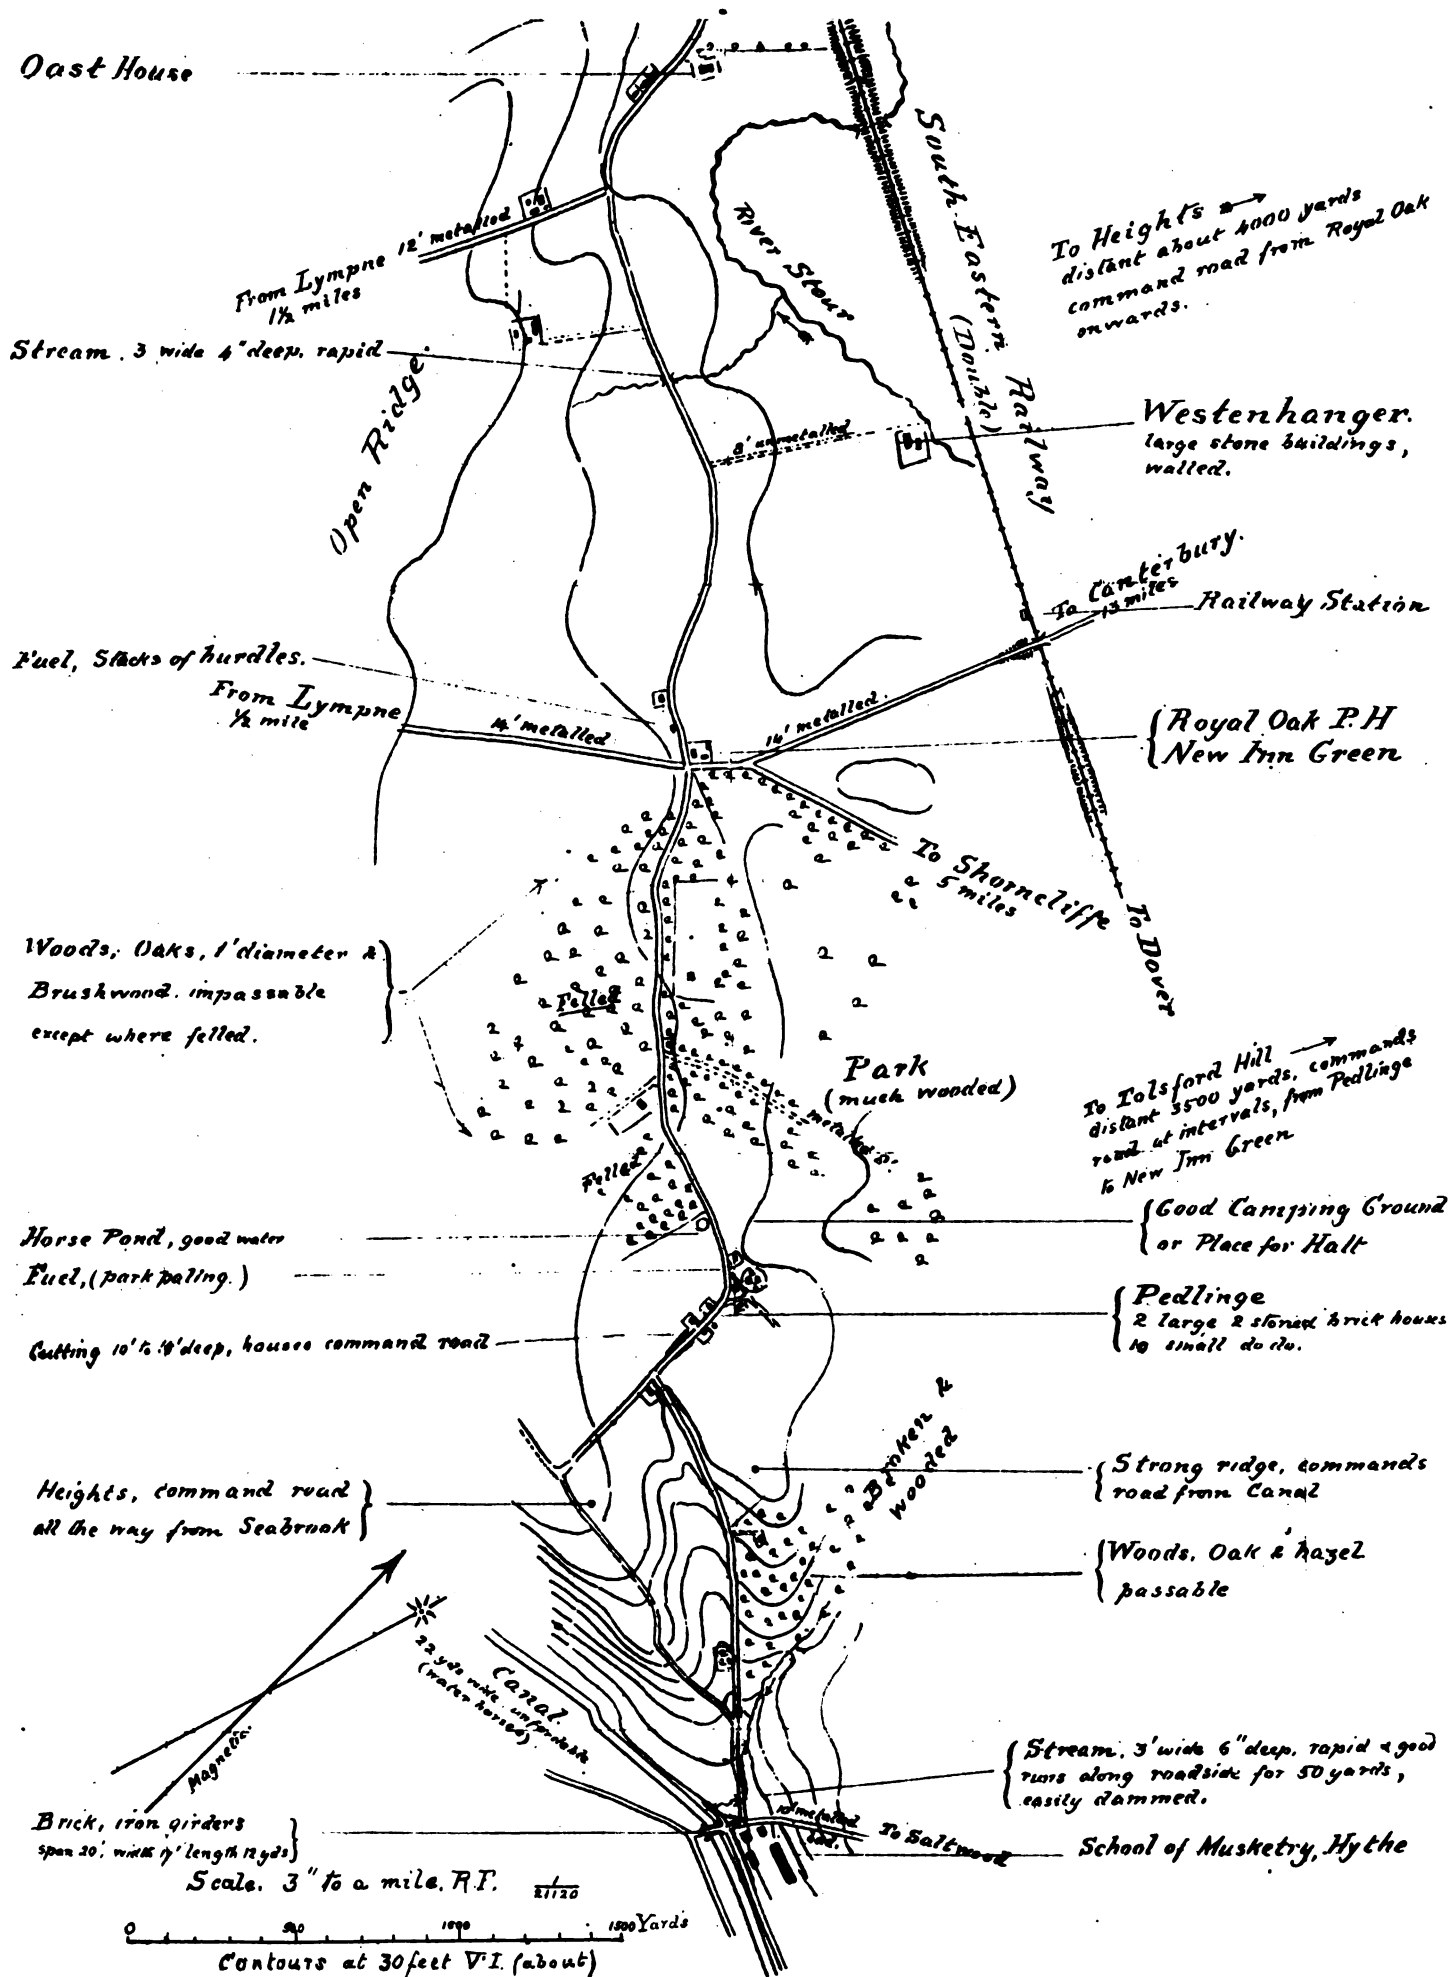 Oast House
South-Eastern Railway
(Double)
River Stour
To Heights
distant about 4000 yards
command road from Royal Oak
onwards.
12' metalled
From Lympne
1½ miles
Stream. 3 wide 4" deep. rapid
Open Ridge.
8' unmetalled
Westenhanger.
large stone buildings,
walled.
To Canterbury.
13 miles
Railway Station
Fuel, Stacks of hurdles.
From Lympne
½ mile
14' metalled
14' metalled.
Royal Oak P.H
New Inn Green
To Shorncliffe
5 miles
To Dover
Woods, Oaks, 1' diameter &
Brushwood. impassable
except where felled.
Felled
Park
(much wooded)
metalled
To Tolsford Hill
distant 3500 yards, commands
road at intervals, from Pedlinge
to New Inn Green
Felled
Good Camping Ground
or Place for Halt
Horse Pond, good water
Fuel, (park paling.)
Pedlinge
2 large 2 storied brick houses
10 small do do.
Cutting 10' to deep, houses command road
Broken &
wooded
Strong ridge, commands
road from Canal
Heights, command road
all the way from Seabrook
Woods. Oak & hazel
passable
Canal.
22 yds wide unfordable
(water horses)
Magnetic
Stream. 3' wide 6" deep. rapid & good
runs along roadside for 50 yards,
easily dammed.
metalled
To Saltwood
School of Musketry, Hythe
Brick, iron girders
span 20', width 17' length 12 yds
Scale. 3" to a mile. R.F. 1/21120
0 500 1000 1500 Yards
Contours at 30 feet V.I. (about)